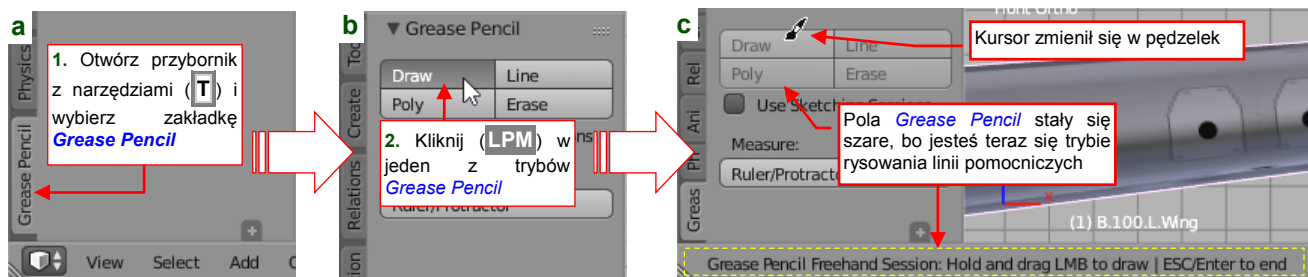 a
Physics
Grease Pencil
1. Otwórz przybornik
z narzędziami (T) i
wybierz zakładkę
Grease Pencil
View Select Add
b
Create
Relations
Grease Pencil
Draw Line
Poly Erase
2. Kliknij (LPM) w
jeden z trybów
Grease Pencil
Ruler/Protractor
c
Rel
Ani
Ph
Greas
Draw Line
Poly Erase
Use Sketching Sessions
Measure:
Ruler/Protracto
Kursor zmienił się w pędzelek
Pola Grease Pencil stały się
szare, bo jesteś teraz się trybie
rysowania linii pomocniczych
x
(1) B.100.L.Wing
Grease Pencil Freehand Session: Hold and drag LMB to draw | ESC/Enter to end